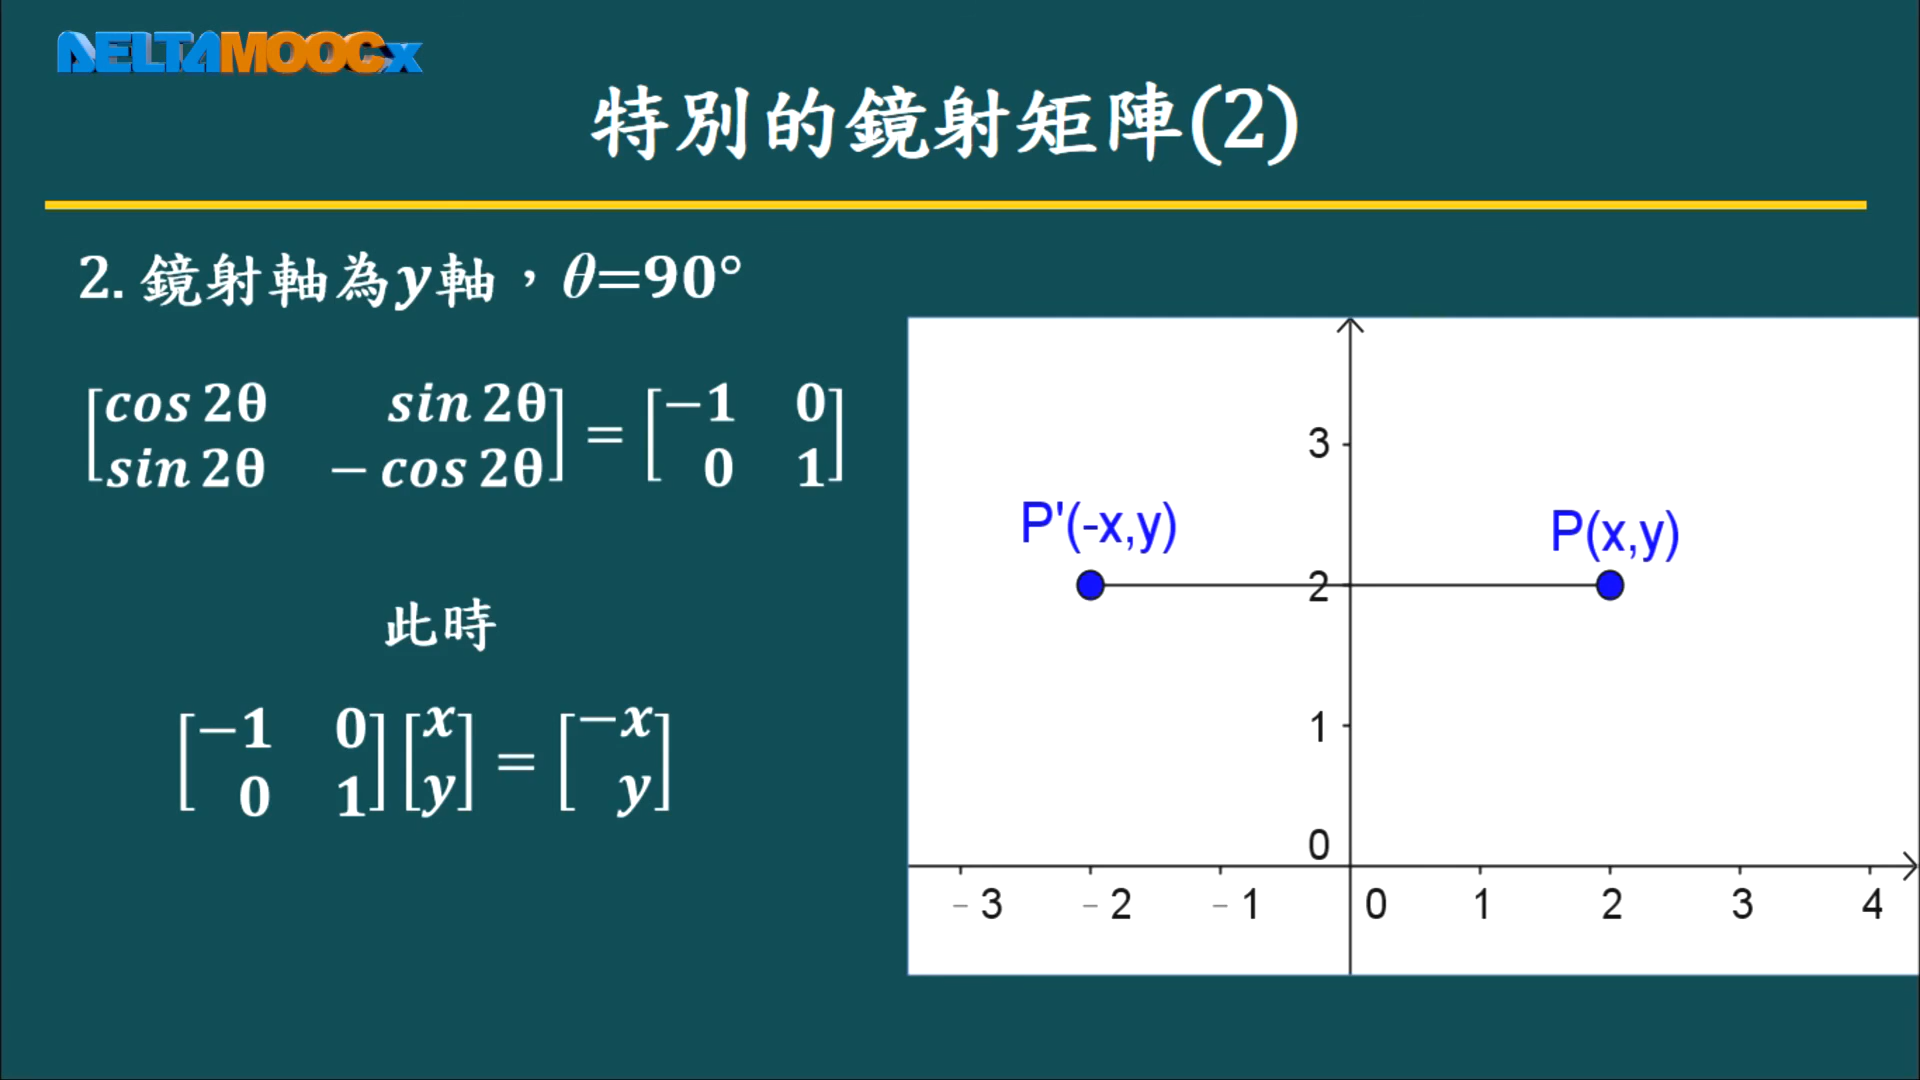 DELTAMOOCx
特別的鏡射矩陣(2)
2. 鏡射軸為y軸，θ=90°
[cos 2θ sin 2θ] = [−1 0]
[sin 2θ − cos 2θ] [0 1]
此時
[−1 0][x] = [−x]
[0 1][y] [y]
3
P'(-x,y)
P(x,y)
2
1
0
−3 −2 −1 0 1 2 3 4